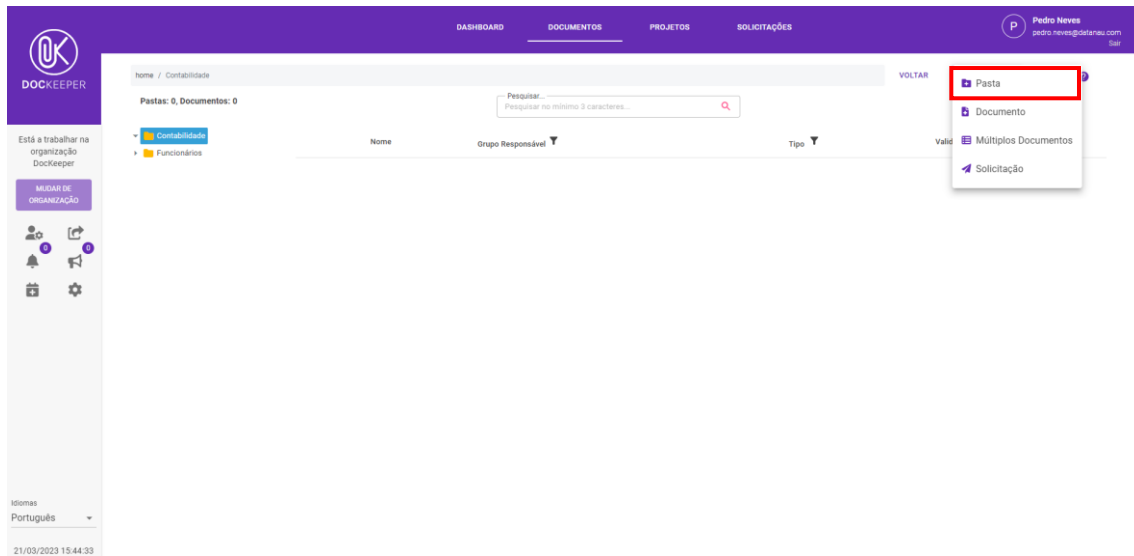 DASHBOARD
DOCUMENTOS
PROJETOS
SOLICITAÇÕES
P
Pedro Neves
pedro.neves@datanau.com
Sair
DOCKEEPER
home / Contabilidade
VOLTAR
Pastas: 0, Documentos: 0
Pesquisar...
Pesquisar no mínimo 3 caracteres...
Pasta
Documento
Múltiplos Documentos
Solicitação
Está a trabalhar na
organização
DocKeeper
MUDAR DE
ORGANIZAÇÃO
Contabilidade
Funcionários
Nome
Grupo Responsável
Tipo
Valid
0
0
Idiomas
Português
21/03/2023 15:44:33